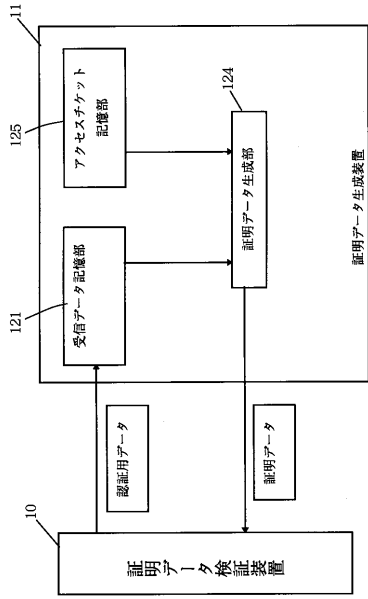 10
証明データ検証装置
認証用データ
証明データ
11
121
受信データ記憶部
125
アクセスチケット
記憶部
124
証明データ生成部
証明データ生成装置